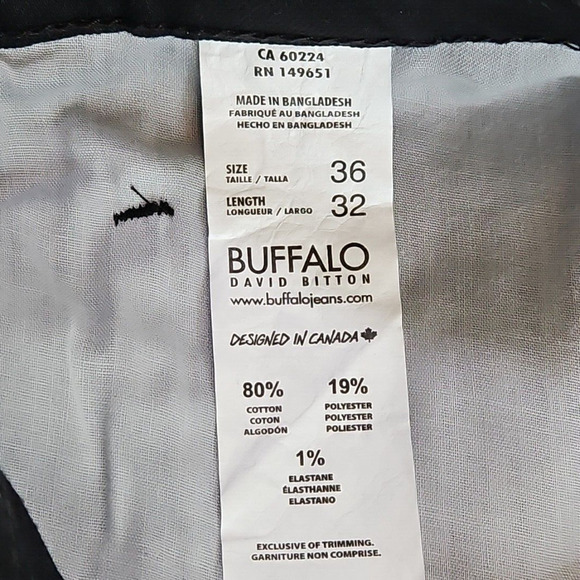 CA 60224
RN 149651
MADE IN BANGLADESH
FABRIQUÉ AU BANGLADESH
HECHO EN BANGLADESH
SIZE 36
TAILLE / TALLA
LENGTH 32
LONGUEUR / LARGO
BUFFALO
DAVID BITTON
www.buffalojeans.com
DESIGNED IN CANADA
80% 19%
COTTON POLYESTER
COTON POLYESTER
ALGODÓN POLIESTER
1%
ELASTANE
ÉLASTHANNE
ELASTANO
EXCLUSIVE OF TRIMMING.
GARNITURE NON COMPRISE.